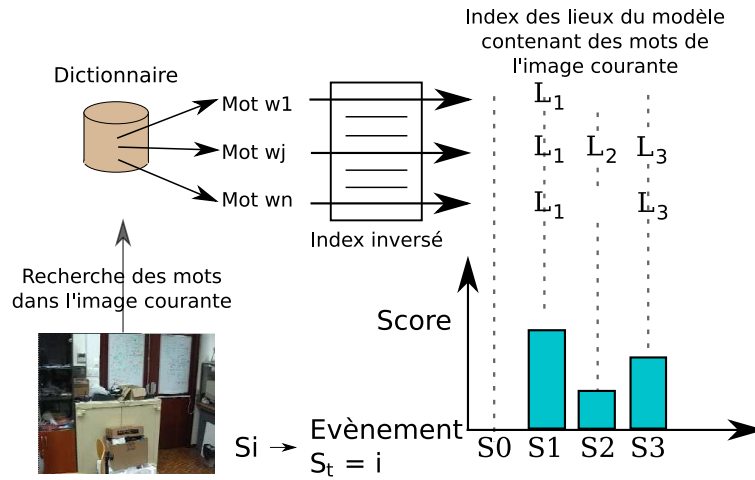 Index des lieux du modèle
contenant des mots de
l'image courante
Dictionnaire
Mot w1
L1
Mot wj
L1 L2 L3
Mot wn
L1 L3
Index inversé
Recherche des mots
dans l'image courante
Score
Si → Evènement
St = i
S0 S1 S2 S3